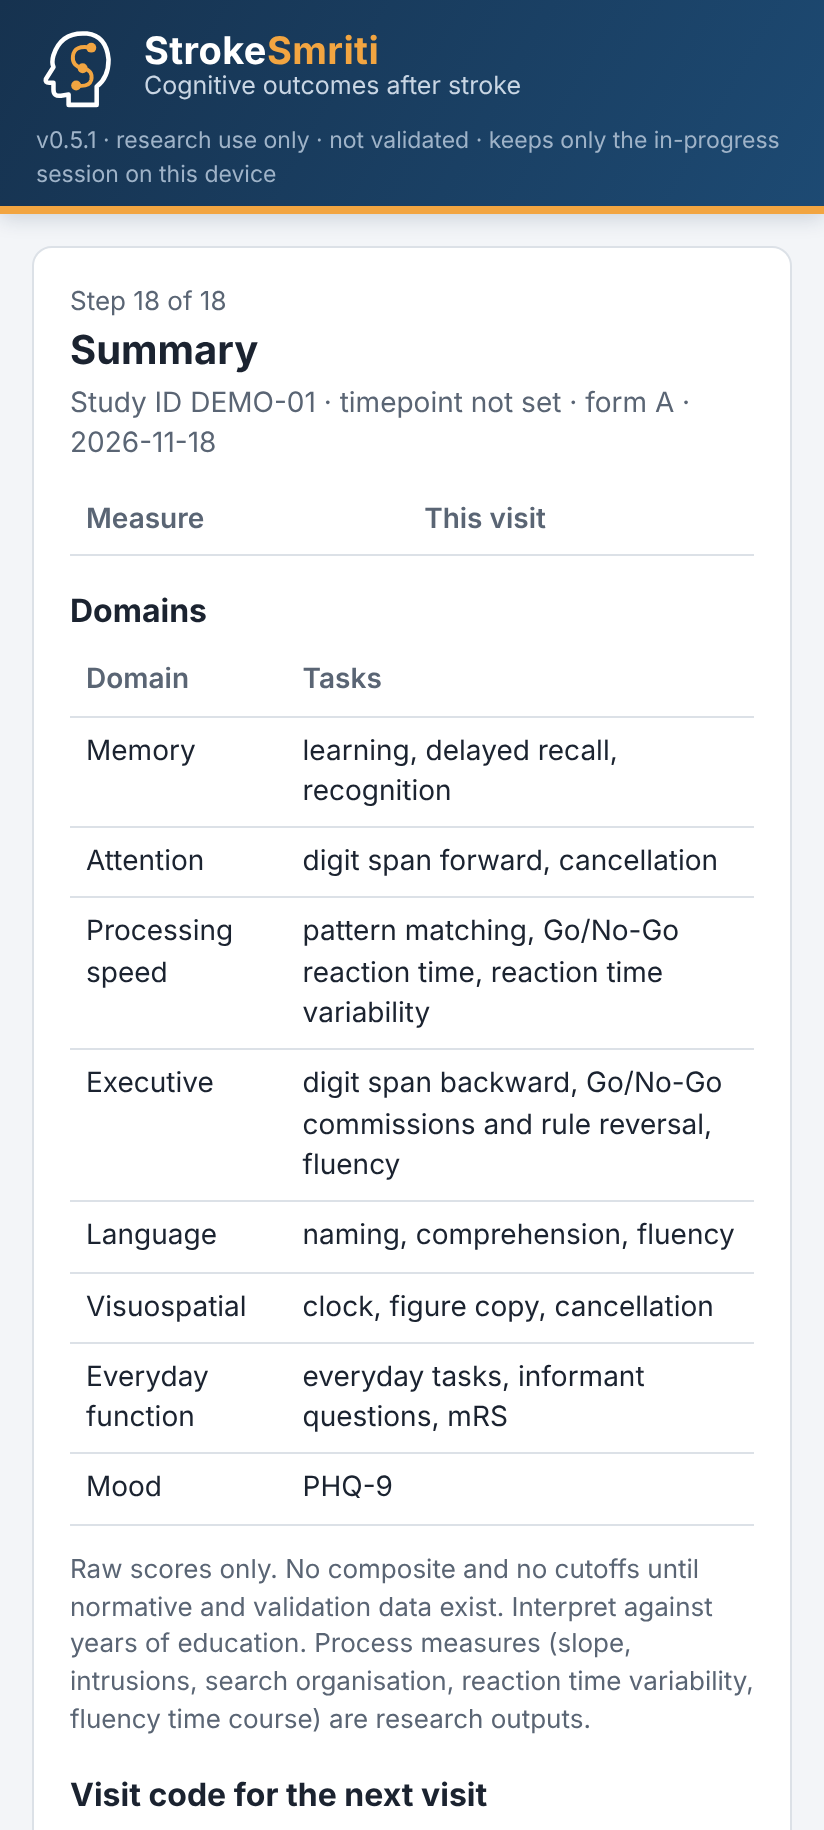 StrokeSmriti
Cognitive outcomes after stroke
v0.5.1 · research use only · not validated · keeps only the in-progress
session on this device
Step 18 of 18
Summary
Study ID DEMO-01 · timepoint not set · form A ·
2026-11-18
Measure This visit
Domains
Domain Tasks
Memory learning, delayed recall,
recognition
Attention digit span forward, cancellation
Processing pattern matching, Go/No-Go
speed reaction time, reaction time
variability
Executive digit span backward, Go/No-Go
commissions and rule reversal,
fluency
Language naming, comprehension, fluency
Visuospatial clock, figure copy, cancellation
Everyday everyday tasks, informant
function questions, mRS
Mood PHQ-9
Raw scores only. No composite and no cutoffs until
normative and validation data exist. Interpret against
years of education. Process measures (slope,
intrusions, search organisation, reaction time variability,
fluency time course) are research outputs.
Visit code for the next visit